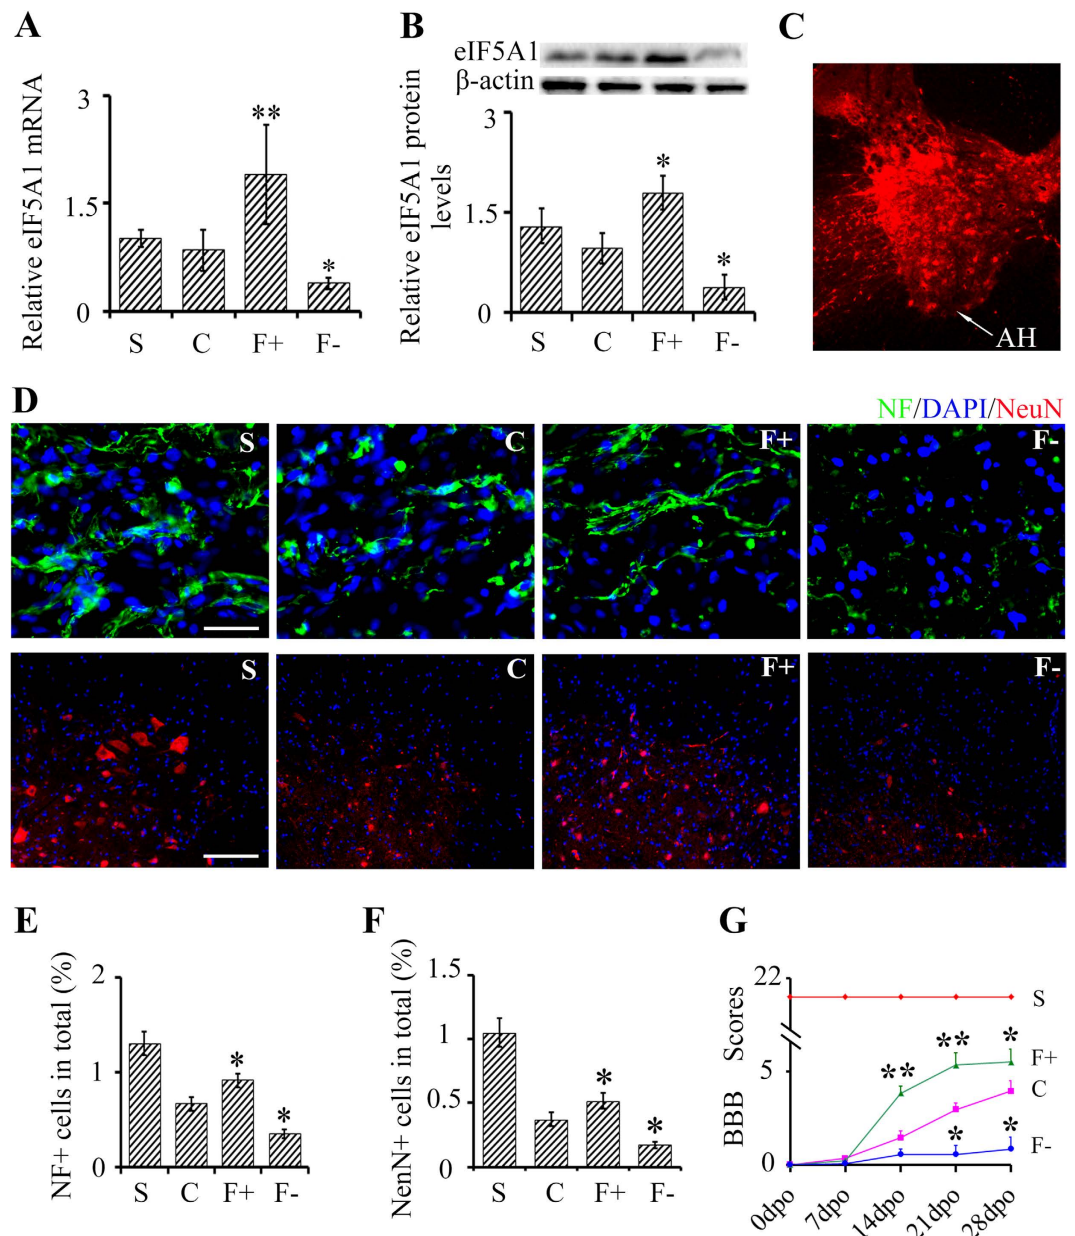 A
Relative eIF5A1 mRNA
3
1.5
0
**
*
S C F+ F-
B
eIF5A1
β-actin
Relative eIF5A1 protein
levels
3
1.5
0
*
*
S C F+ F-
C
AH
D
NF/DAPI/NeuN
S C F+ F-
S C F+ F-
E
NF+ cells in total (%)
2
1
0
*
*
S C F+ F-
F
NenN+ cells in total (%)
1.5
1
0.5
0
*
*
S C F+ F-
G
BBB Scores
22
5
0
S
F+
C
F-
** ** *
* *
0dpo 7dpo 14dpo 21dpo 28dpo